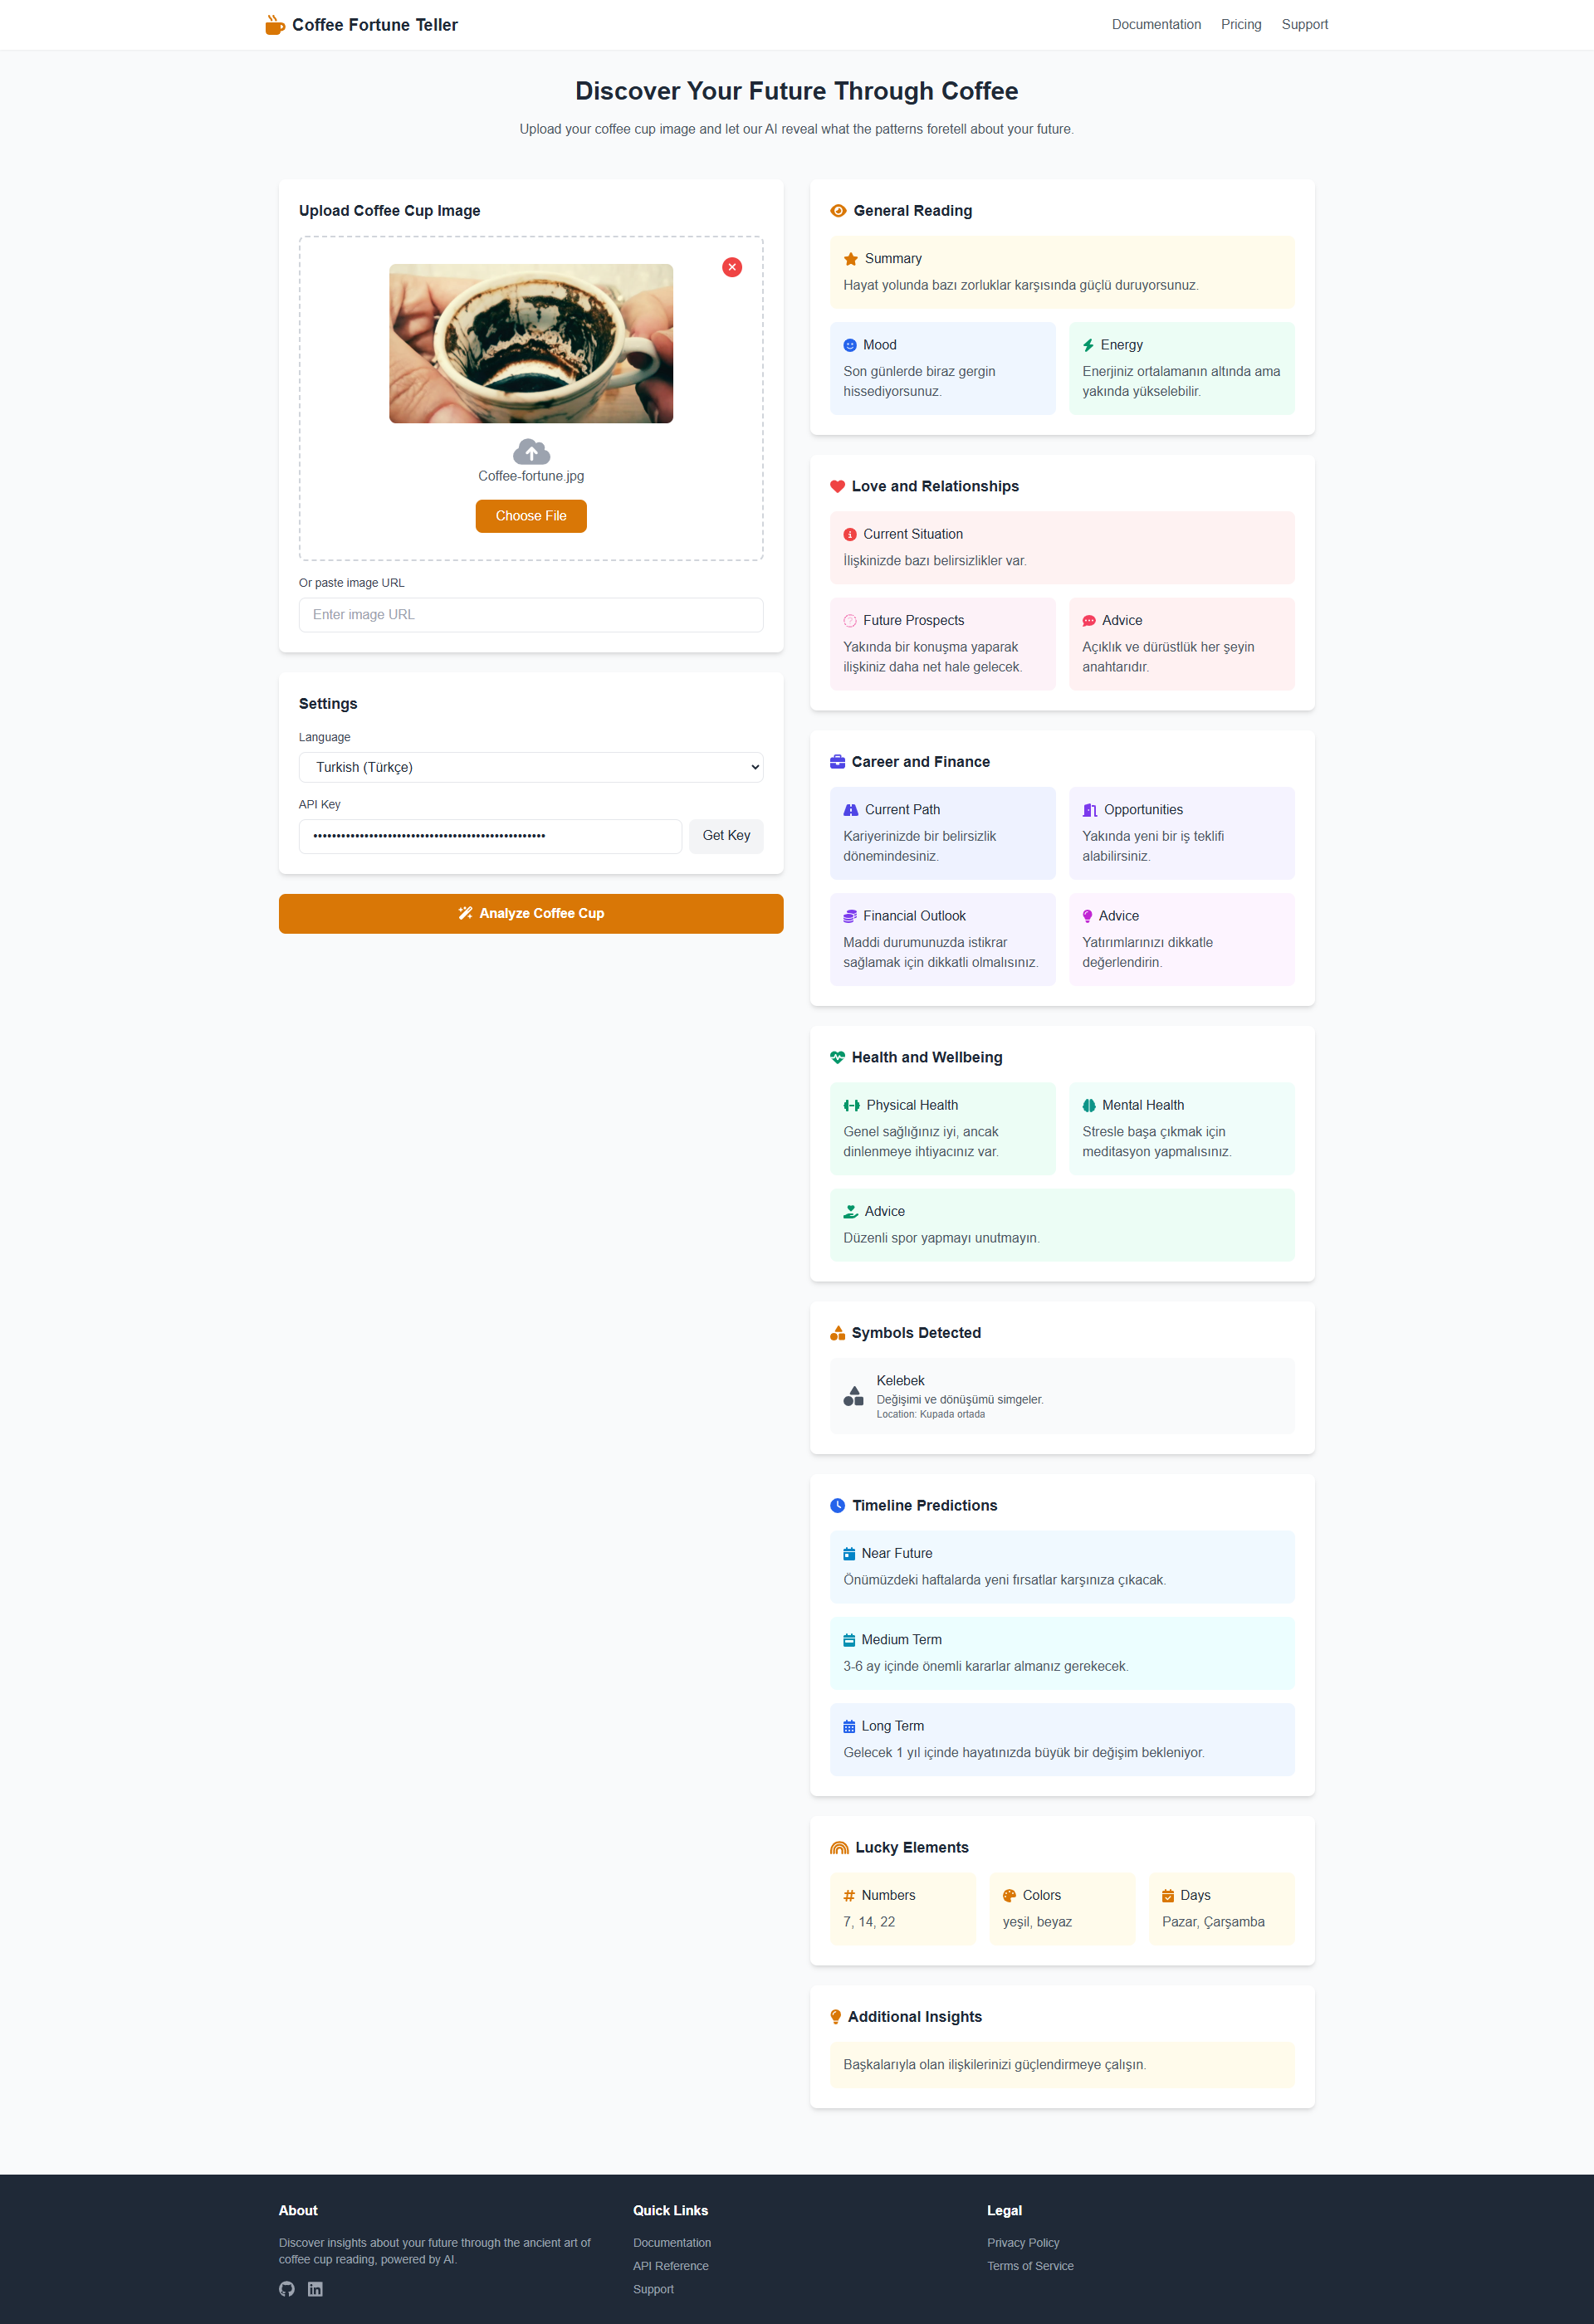 Coffee Fortune Teller
Documentation
Pricing
Support
Discover Your Future Through Coffee
Upload your coffee cup image and let our AI reveal what the patterns foretell about your future.
Upload Coffee Cup Image
Coffee-fortune.jpg
Choose File
Or paste image URL
Enter image URL
Settings
Language
Turkish (Türkçe)
API Key
••••••••••••••••••••••••••••••••••••••••••••••••••
Get Key
Analyze Coffee Cup
General Reading
Summary
Hayat yolunda bazı zorluklar karşısında güçlü duruyorsunuz.
Mood
Son günlerde biraz gergin
hissediyorsunuz.
Energy
Enerjiniz ortalamanın altında ama
yakında yükselebilir.
Love and Relationships
Current Situation
İlişkinizde bazı belirsizlikler var.
Future Prospects
Yakında bir konuşma yaparak
ilişkiniz daha net hale gelecek.
Advice
Açıklık ve dürüstlük her şeyin
anahtarıdır.
Career and Finance
Current Path
Kariyerinizde bir belirsizlik
dönemindesiniz.
Opportunities
Yakında yeni bir iş teklifi
alabilirsiniz.
Financial Outlook
Maddi durumunuzda istikrar
sağlamak için dikkatli olmalısınız.
Advice
Yatırımlarınızı dikkatle
değerlendirin.
Health and Wellbeing
Physical Health
Genel sağlığınız iyi, ancak
dinlenmeye ihtiyacınız var.
Mental Health
Stresle başa çıkmak için
meditasyon yapmalısınız.
Advice
Düzenli spor yapmayı unutmayın.
Symbols Detected
Kelebek
Değişimi ve dönüşümü simgeler.
Location: Kupada ortada
Timeline Predictions
Near Future
Önümüzdeki haftalarda yeni fırsatlar karşınıza çıkacak.
Medium Term
3-6 ay içinde önemli kararlar almanız gerekecek.
Long Term
Gelecek 1 yıl içinde hayatınızda büyük bir değişim bekleniyor.
Lucky Elements
Numbers
7, 14, 22
Colors
yeşil, beyaz
Days
Pazar, Çarşamba
Additional Insights
Başkalarıyla olan ilişkilerinizi güçlendirmeye çalışın.
About
Discover insights about your future through the ancient art of
coffee cup reading, powered by AI.
Quick Links
Documentation
API Reference
Support
Legal
Privacy Policy
Terms of Service